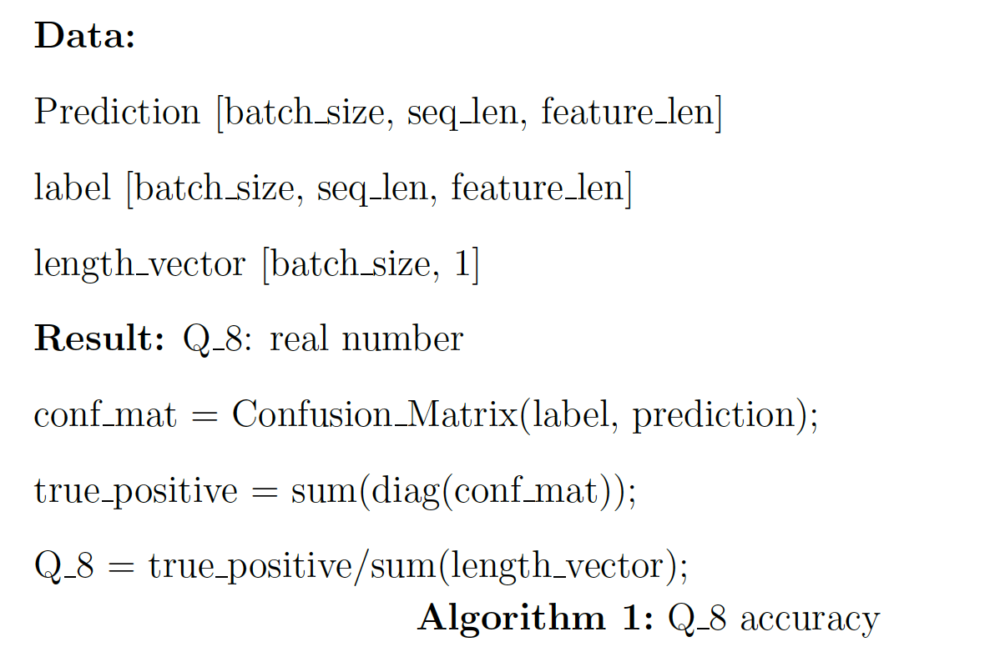 Data:
Prediction [batch_size, seq_len, feature_len]
label [batch_size, seq_len, feature_len]
length_vector [batch_size, 1]
Result: Q_8: real number
conf_mat = Confusion_Matrix(label, prediction);
true_positive = sum(diag(conf_mat));
Q_8 = true_positive/sum(length_vector);
Algorithm 1: Q_8 accuracy